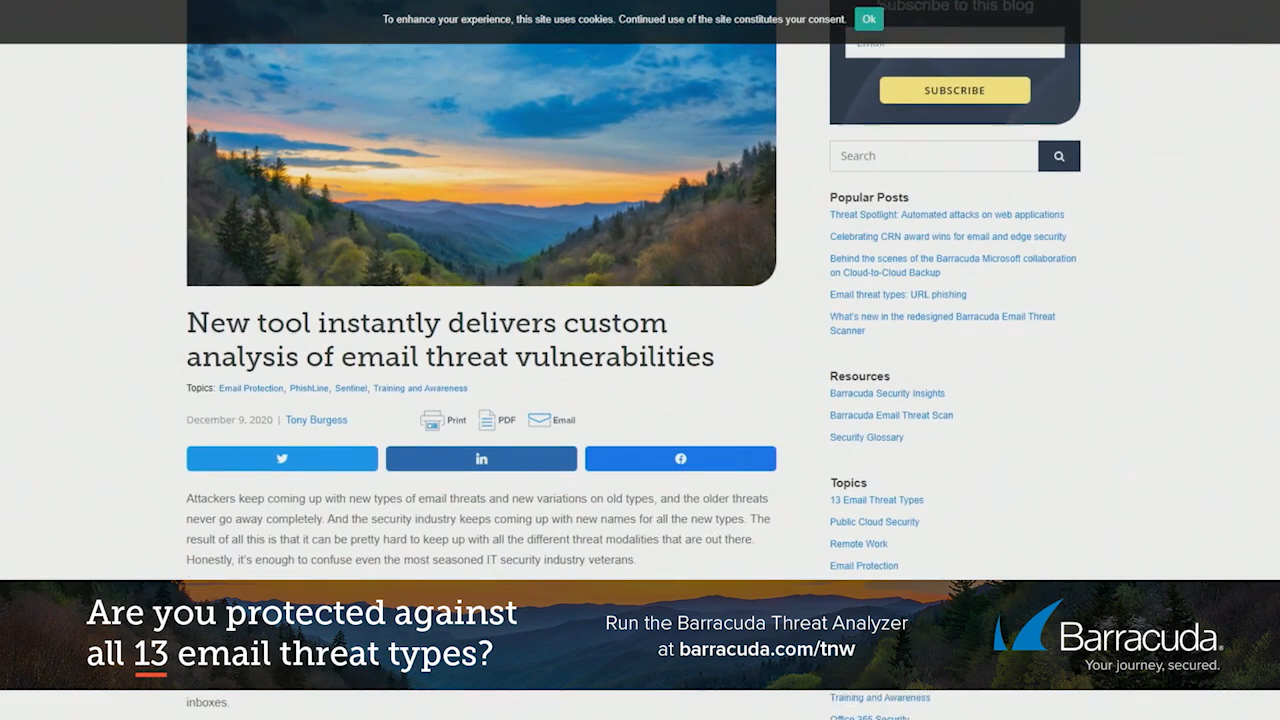 To enhance your experience, this site uses cookies. Continued use of the site constitutes your consent.
Ok
Subscribe to this blog
Email
SUBSCRIBE
Search
New tool instantly delivers custom
analysis of email threat vulnerabilities
Topics: Email Protection, PhishLine, Sentinel, Training and Awareness
December 9, 2020 | Tony Burgess
Print
PDF
Email
Attackers keep coming up with new types of email threats and new variations on old types, and the older threats
never go away completely. And the security industry keeps coming up with new names for all the new types. The
result of all this is that it can be pretty hard to keep up with all the different threat modalities that are out there.
Honestly, it's enough to confuse even the most seasoned IT security industry veterans.
inboxes.
Popular Posts
Threat Spotlight: Automated attacks on web applications
Celebrating CRN award wins for email and edge security
Behind the scenes of the Barracuda Microsoft collaboration
on Cloud-to-Cloud Backup
Email threat types: URL phishing
What's new in the redesigned Barracuda Email Threat
Scanner
Resources
Barracuda Security Insights
Barracuda Email Threat Scan
Security Glossary
Topics
13 Email Threat Types
Public Cloud Security
Remote Work
Email Protection
Training and Awareness
Office 365 Security
Are you protected against
all 13 email threat types?
Run the Barracuda Threat Analyzer
at barracuda.com/tnw
Barracuda®
Your journey, secured.